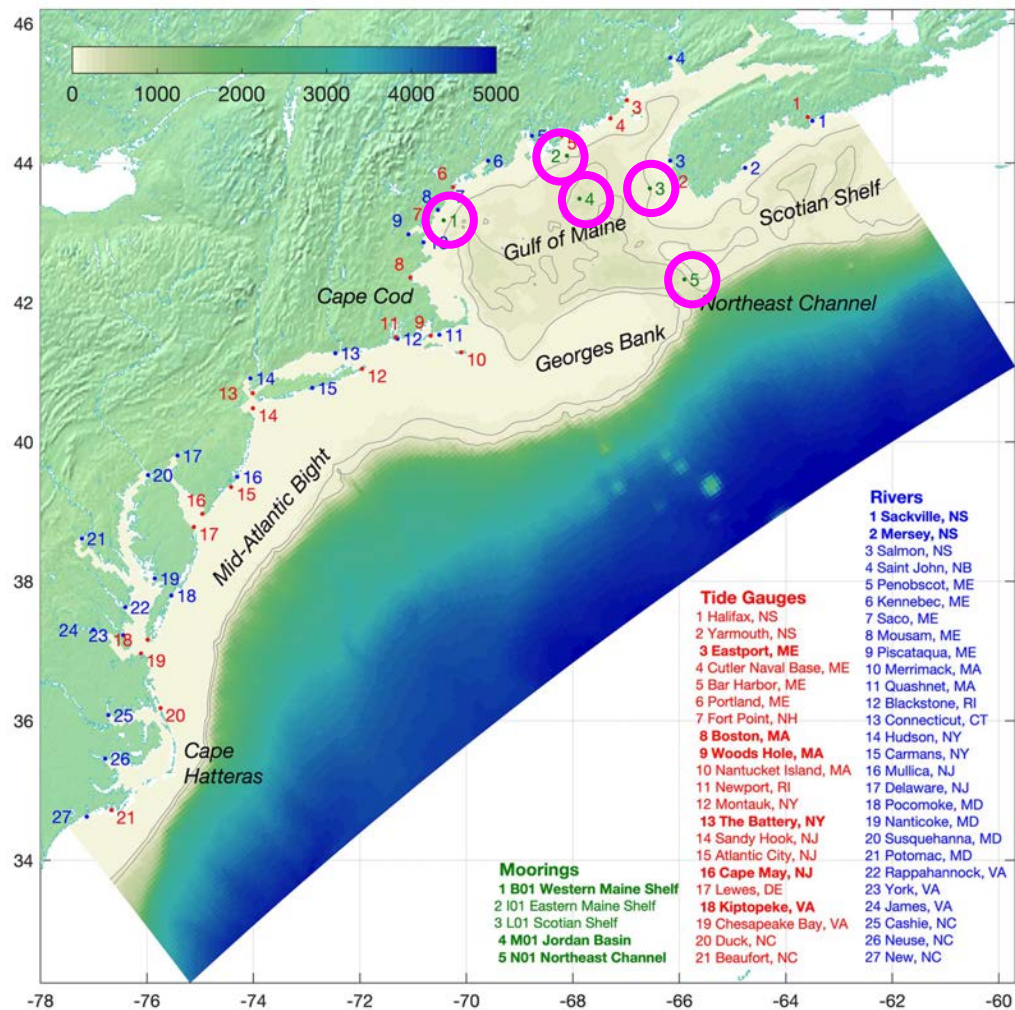 46
44
42
40
38
36
34
-78
-76
-74
-72
-70
-68
-66
-64
-62
-60
0
1000
2000
3000
4000
5000
4
3
4
1
1
5
5
2
6
3
2
2
6
7
8
4
3
7
1
9
10
Scotian Shelf
Gulf of Maine
8
5
Cape Cod
Northeast Channel
9
11
12
11
Georges Bank
10
13
12
14
15
13
14
17
20
16
Mid-Atlantic Bight
16
15
17
21
19
18
22
24
23
18
19
25
20
Cape
Hatteras
26
27
21
Moorings
1 B01 Western Maine Shelf
2 I01 Eastern Maine Shelf
3 L01 Scotian Shelf
4 M01 Jordan Basin
5 N01 Northeast Channel
Tide Gauges
1 Halifax, NS
2 Yarmouth, NS
3 Eastport, ME
4 Cutler Naval Base, ME
5 Bar Harbor, ME
6 Portland, ME
7 Fort Point, NH
8 Boston, MA
9 Woods Hole, MA
10 Nantucket Island, MA
11 Newport, RI
12 Montauk, NY
13 The Battery, NY
14 Sandy Hook, NJ
15 Atlantic City, NJ
16 Cape May, NJ
17 Lewes, DE
18 Kiptopeke, VA
19 Chesapeake Bay, VA
20 Duck, NC
21 Beaufort, NC
Rivers
1 Sackville, NS
2 Mersey, NS
3 Salmon, NS
4 Saint John, NB
5 Penobscot, ME
6 Kennebec, ME
7 Saco, ME
8 Mousam, ME
9 Piscataqua, ME
10 Merrimack, MA
11 Quashnet, MA
12 Blackstone, RI
13 Connecticut, CT
14 Hudson, NY
15 Carmans, NY
16 Mullica, NJ
17 Delaware, NJ
18 Pocomoke, MD
19 Nanticoke, MD
20 Susquehanna, MD
21 Potomac, MD
22 Rappahannock, VA
23 York, VA
24 James, VA
25 Cashie, NC
26 Neuse, NC
27 New, NC